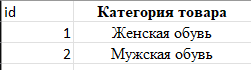 id Категория товара
1 Женская обувь
2 Мужская обувь